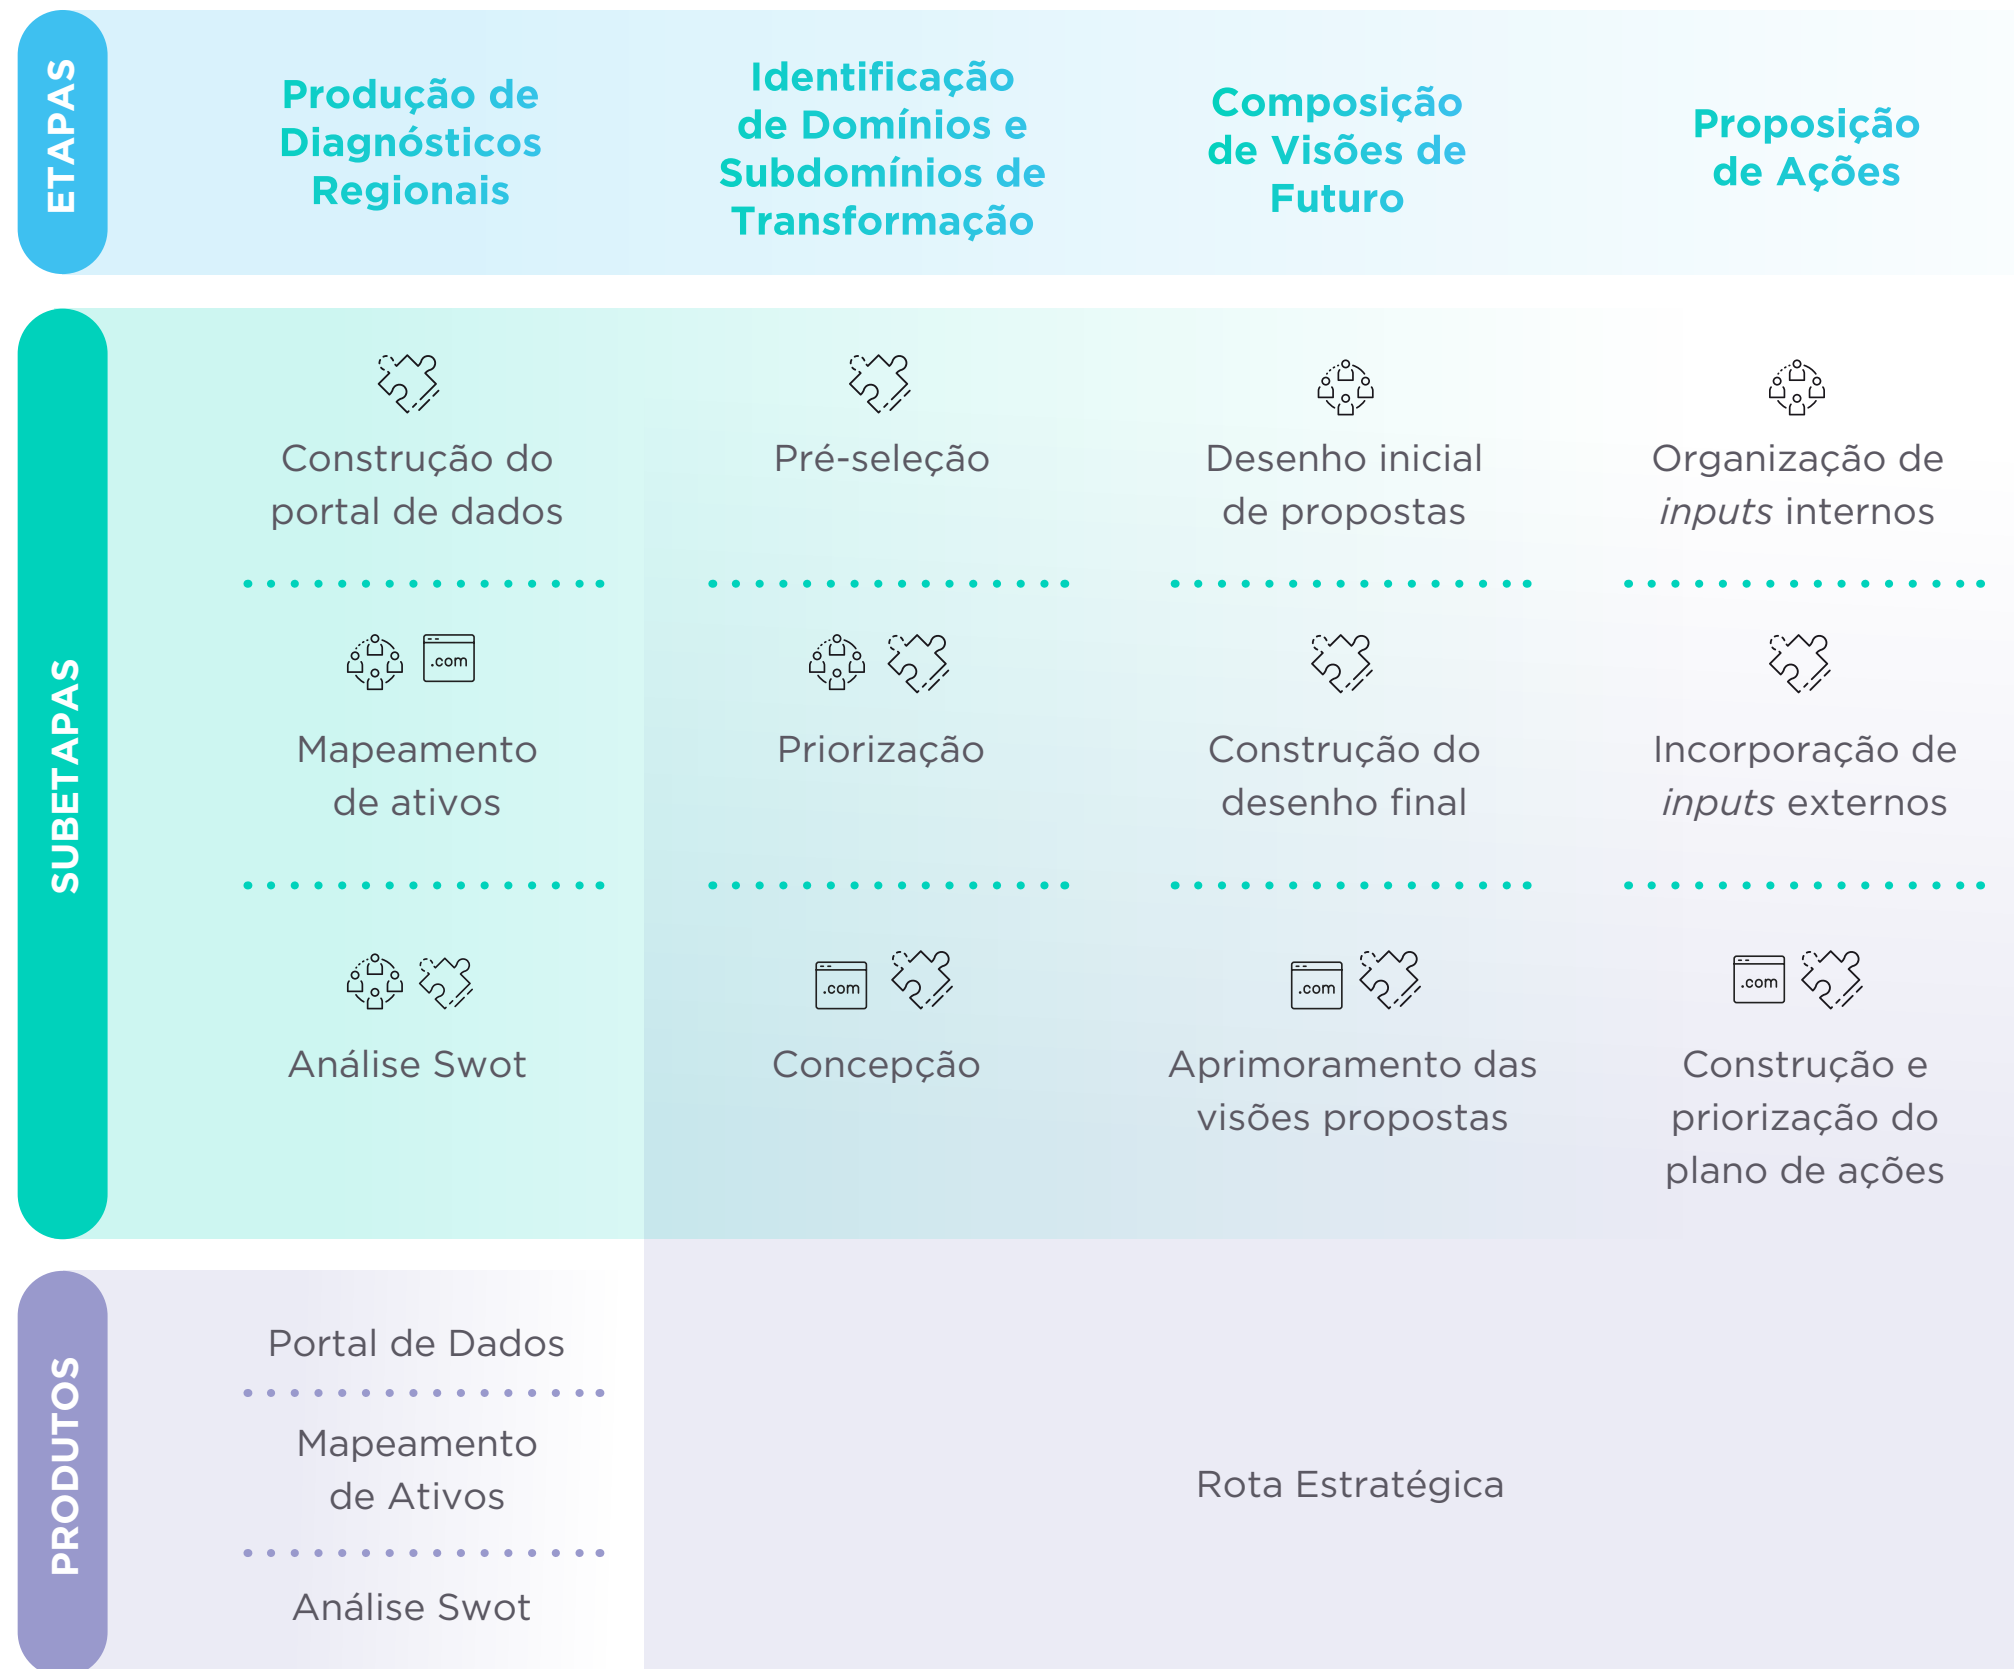 ETAPAS
Produção de
Diagnósticos
Regionais
Identificação
de Domínios e
Subdomínios de
Transformação
Composição
de Visões de
Futuro
Proposição
de Ações
SUBETAPAS
Construção do
portal de dados
Pré-seleção
Desenho inicial
de propostas
Organização de
inputs internos
.com
Mapeamento
de ativos
Priorização
Construção do
desenho final
Incorporação de
inputs externos
Análise Swot
.com
Concepção
.com
Aprimoramento das
visões propostas
.com
Construção e
priorização do
plano de ações
PRODUTOS
Portal de Dados
Mapeamento
de Ativos
Análise Swot
Rota Estratégica